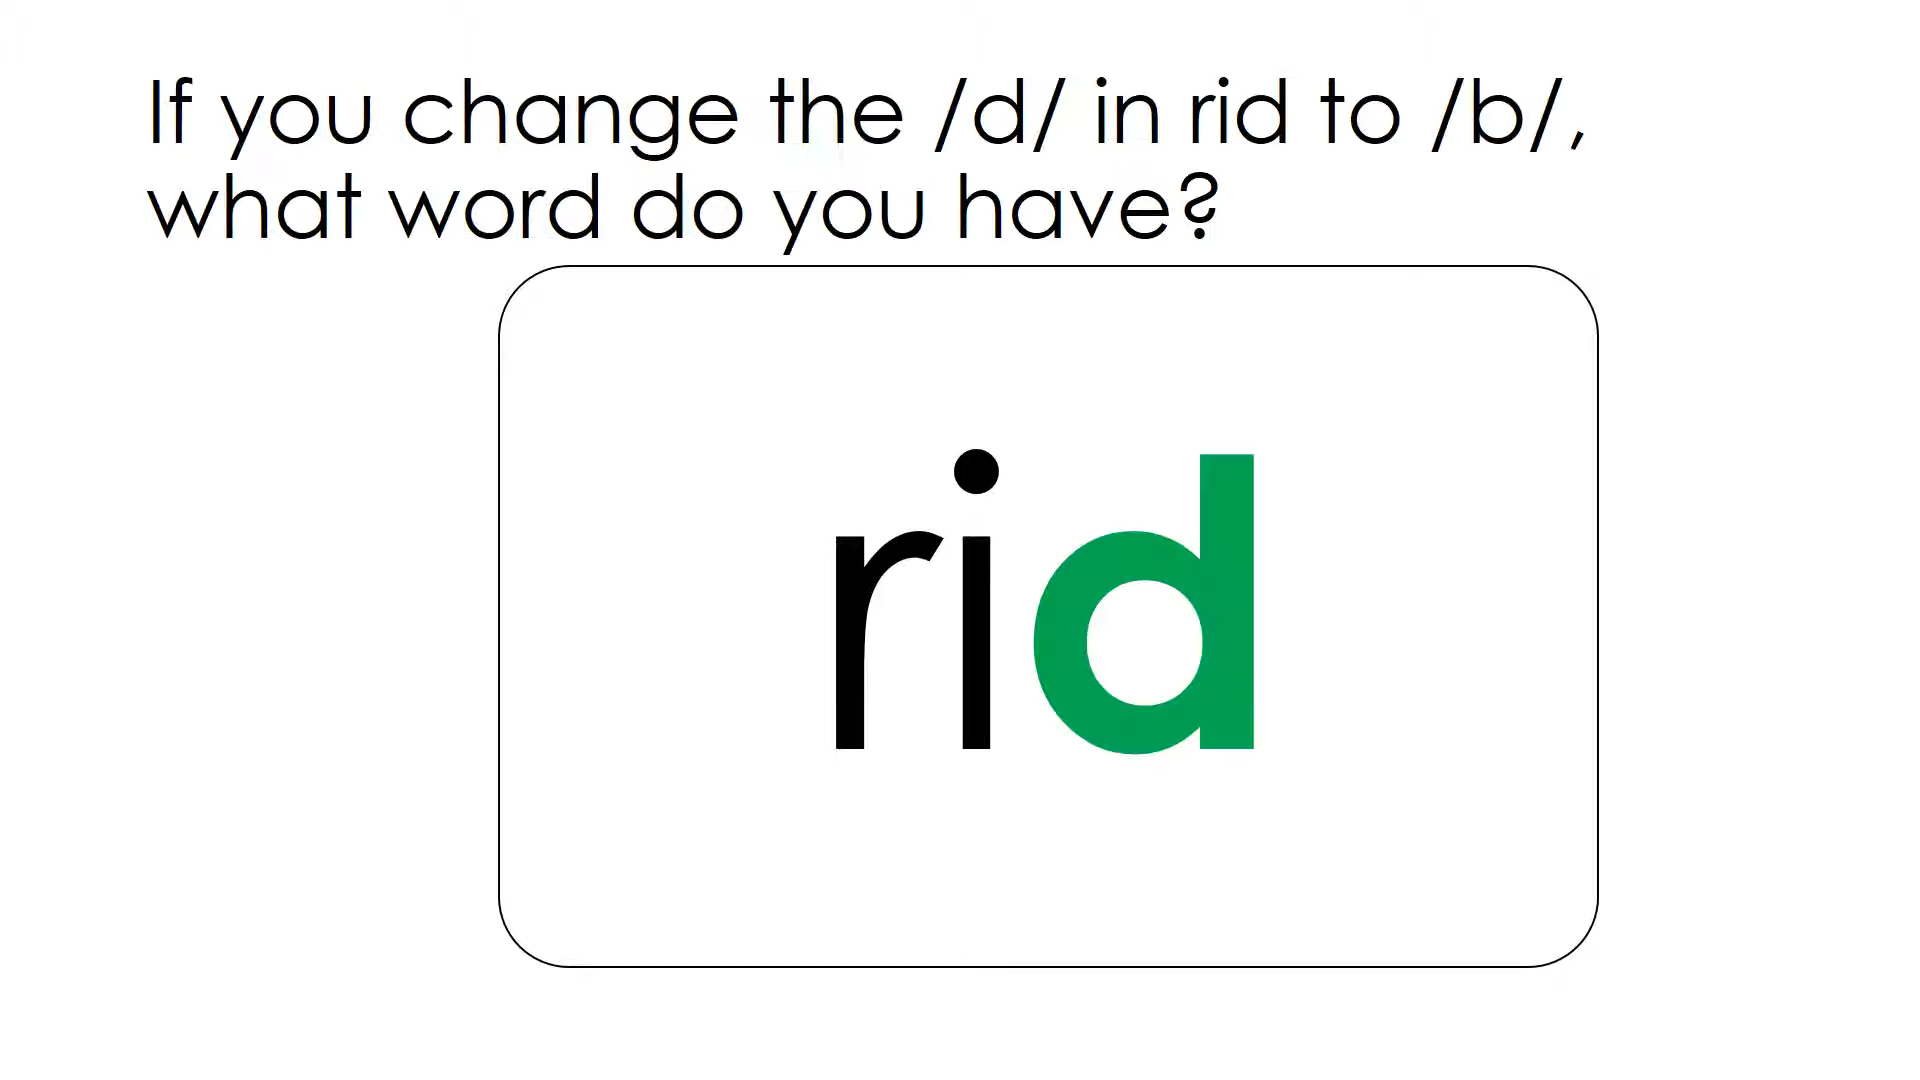 If you change the /d/ in rid to /b/,
what word do you have?
rid